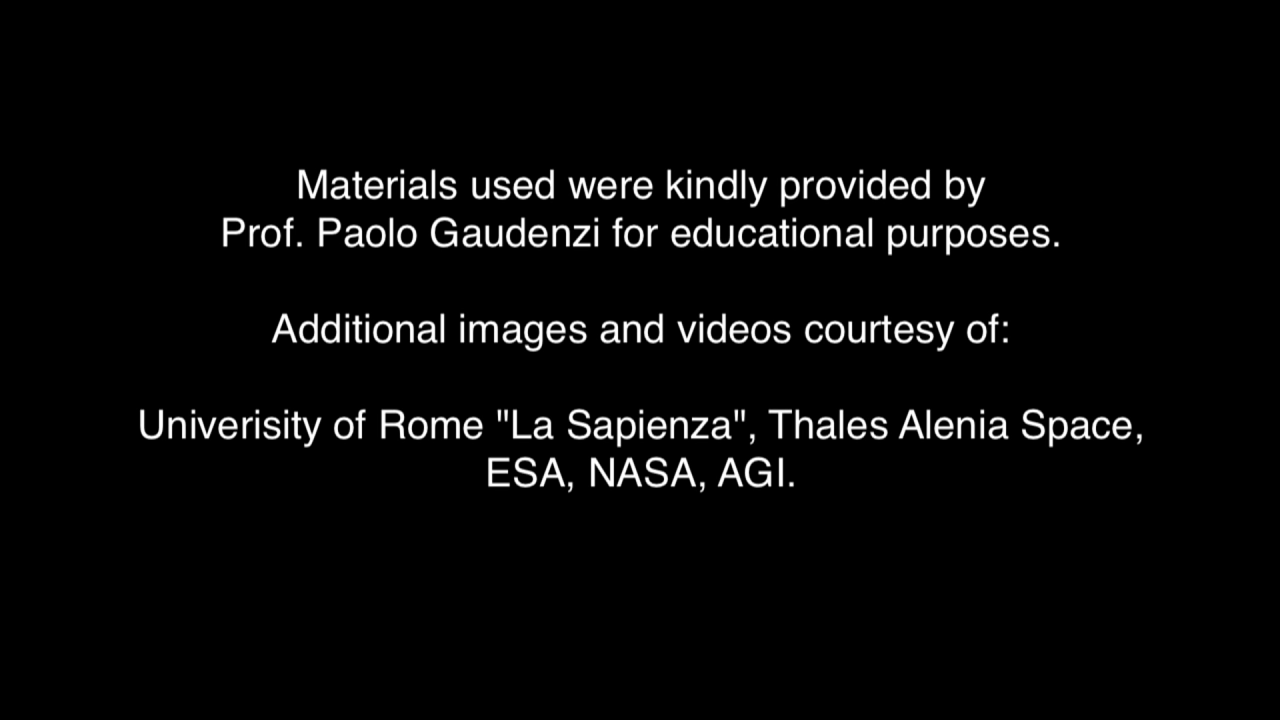 Materials used were kindly provided by
Prof. Paolo Gaudenzi for educational purposes.
Additional images and videos courtesy of:
Univerisity of Rome "La Sapienza", Thales Alenia Space,
ESA, NASA, AGI.